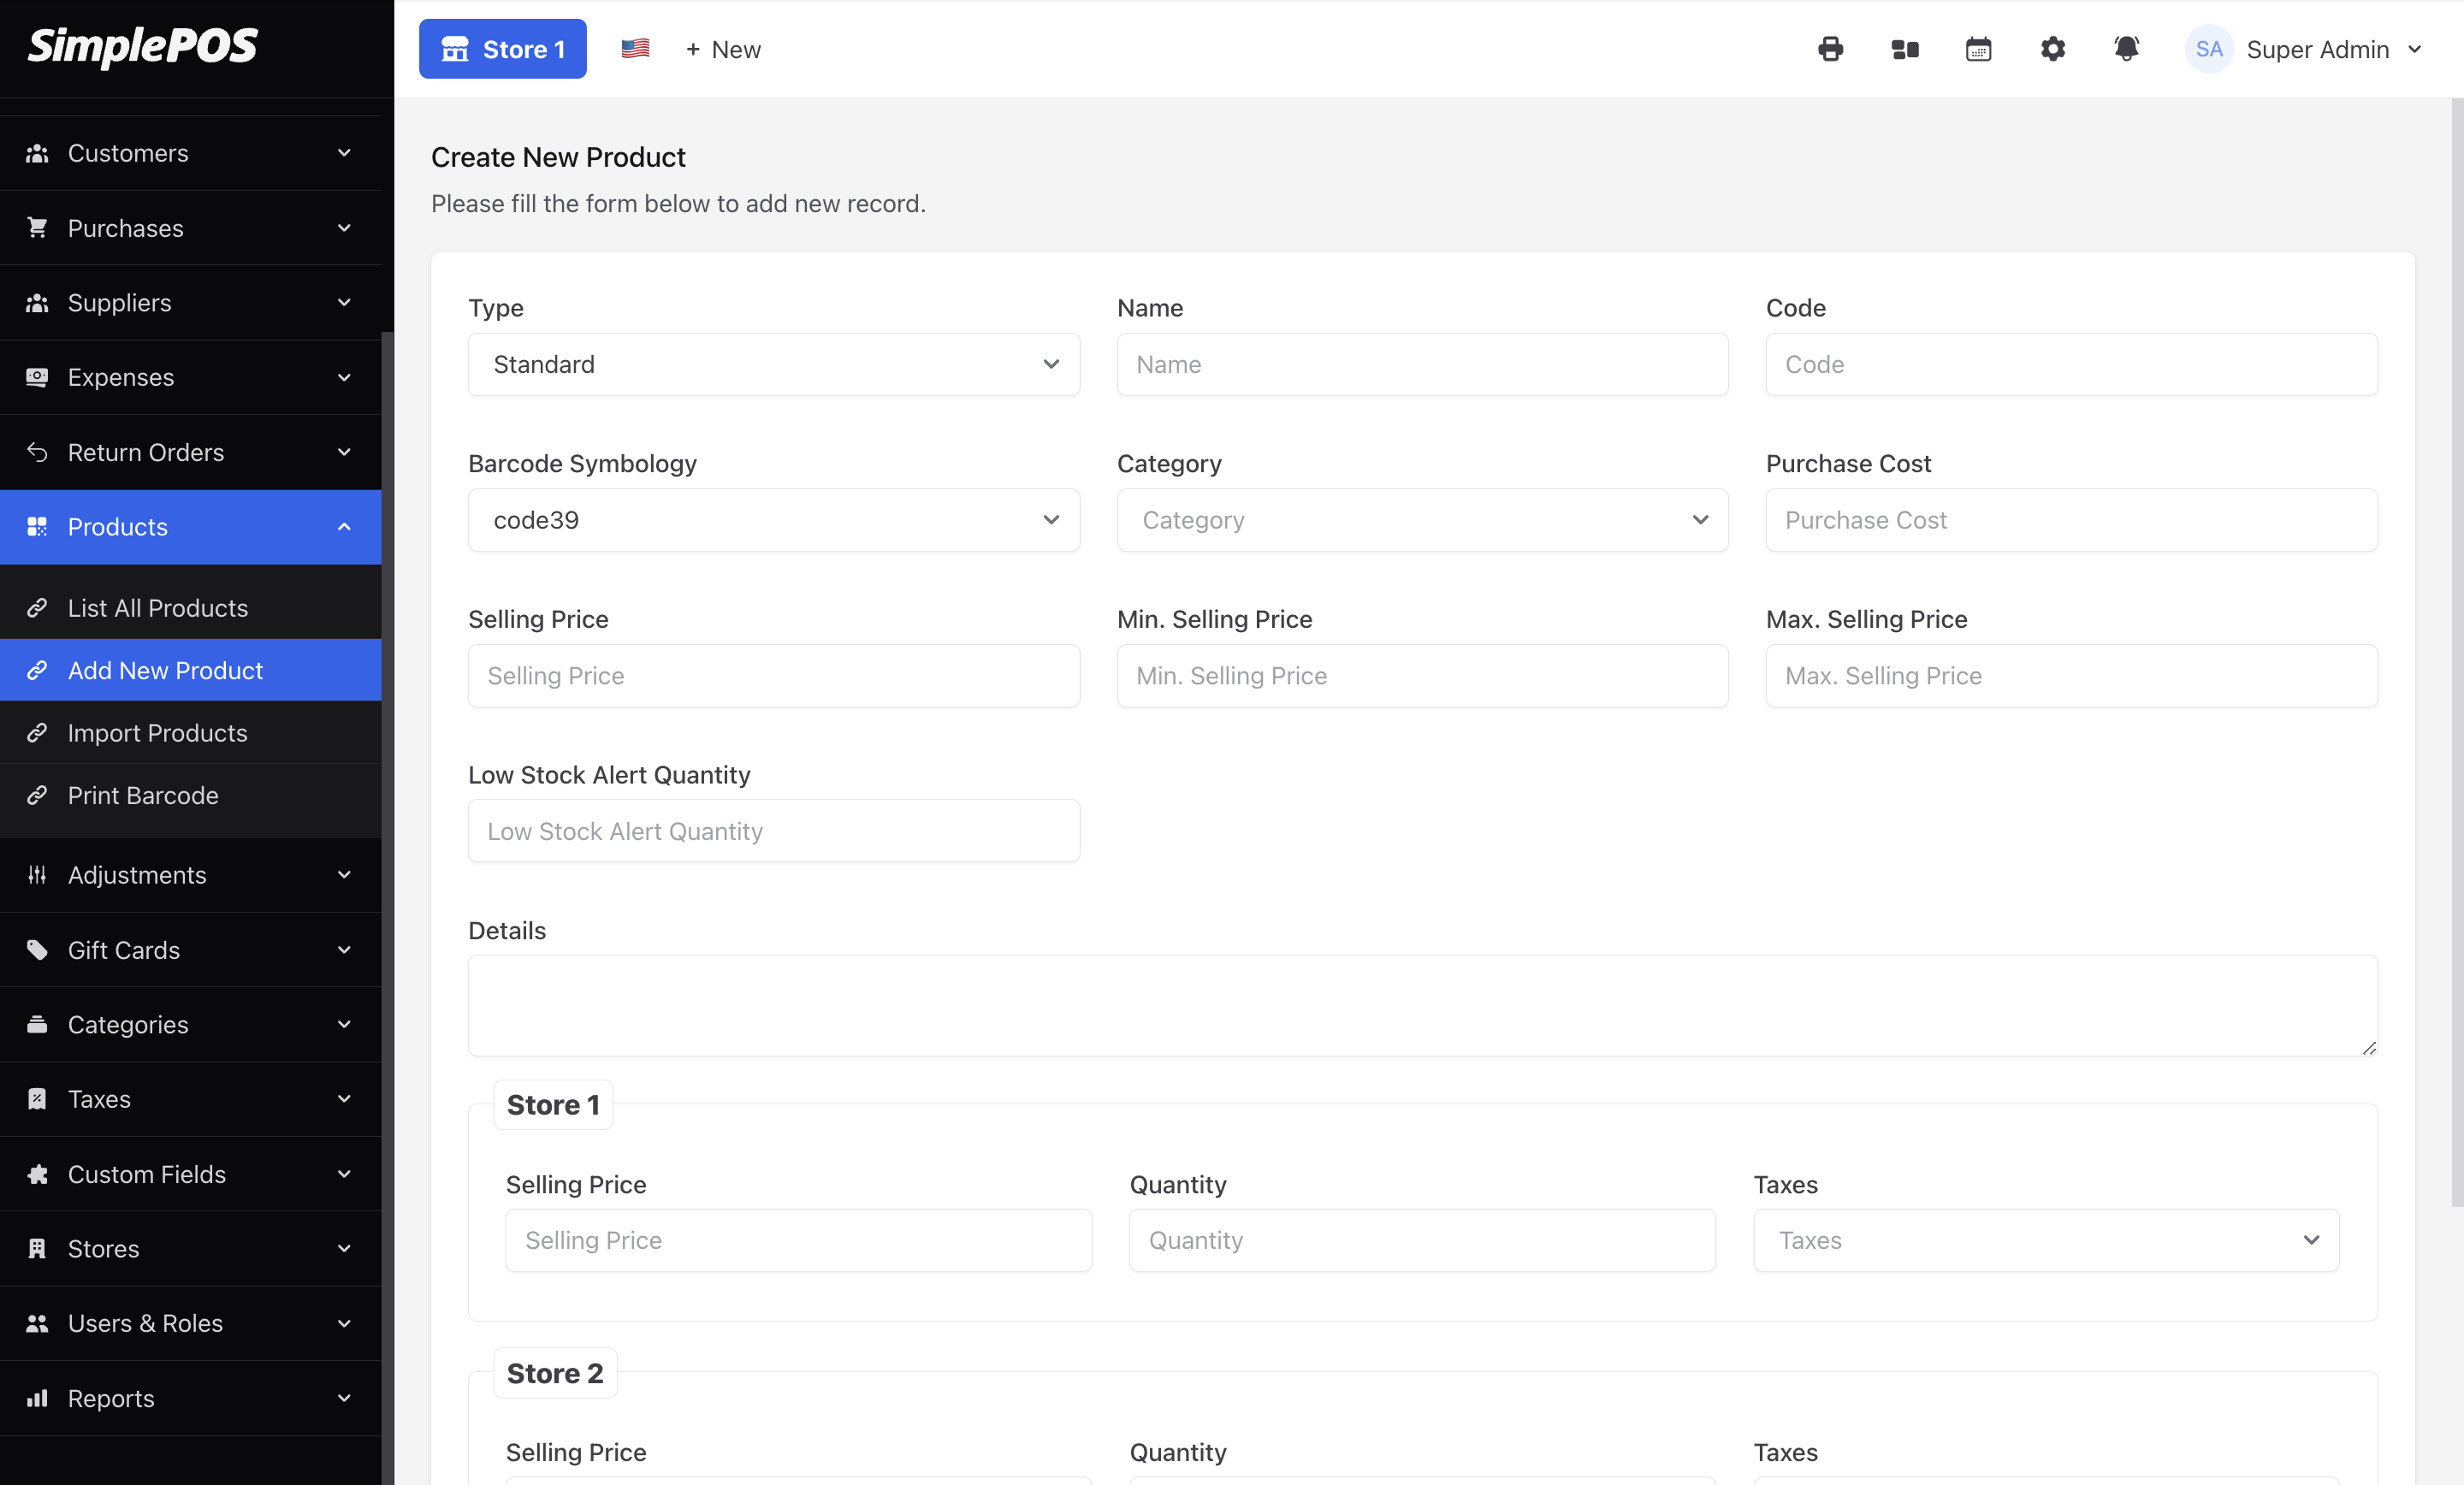 SimplePOS
Store 1
+ New
SA Super Admin
Customers
Purchases
Suppliers
Expenses
Return Orders
Products
List All Products
Add New Product
Import Products
Print Barcode
Adjustments
Gift Cards
Categories
Taxes
Custom Fields
Stores
Users & Roles
Reports
Create New Product
Please fill the form below to add new record.
Type Name Code
Standard Name Code
Barcode Symbology Category Purchase Cost
code39 Category Purchase Cost
Selling Price Min. Selling Price Max. Selling Price
Selling Price Min. Selling Price Max. Selling Price
Low Stock Alert Quantity
Low Stock Alert Quantity
Details
Store 1
Selling Price Quantity Taxes
Selling Price Quantity Taxes
Store 2
Selling Price Quantity Taxes